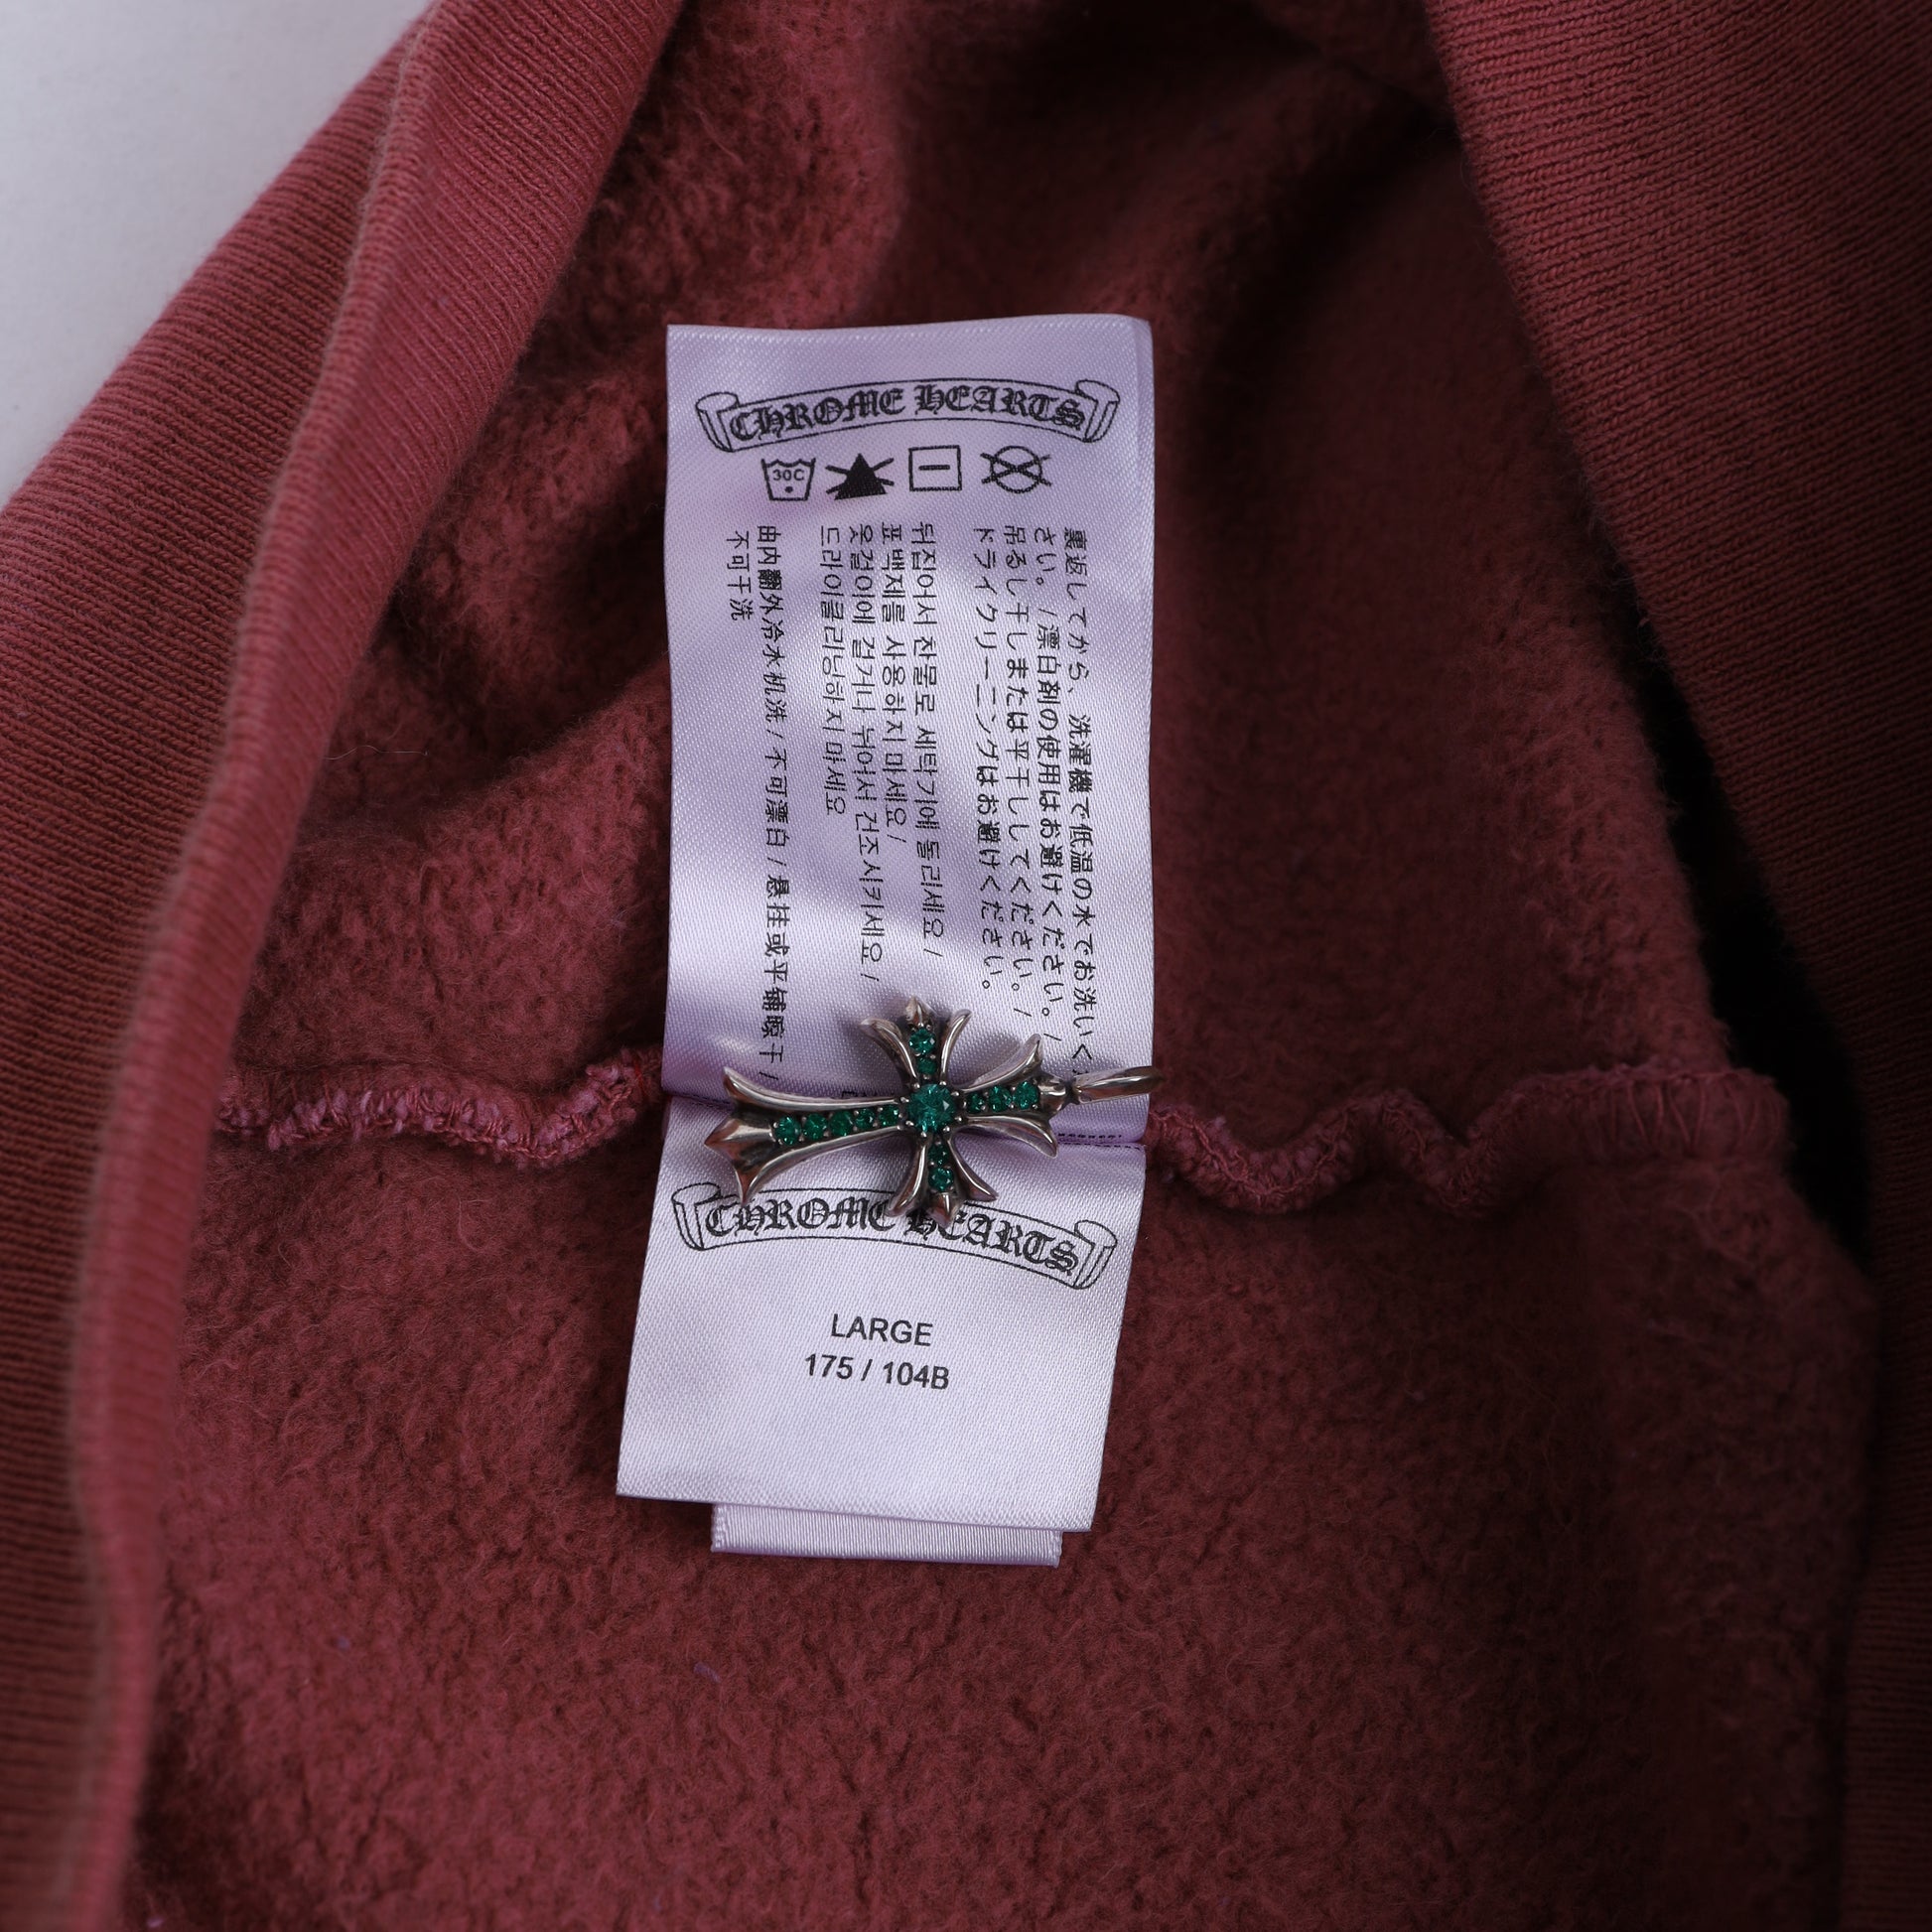 CHROME HEARTS
30C
裏返してから、洗濯機で低温の水でお洗いくだ
さい。/漂白剤の使用はお避けください。/
吊るし干しまたは平干ししてください。/
ドライクリーニングはお避けください。
뒤집어서 찬물로 세탁기에 돌리세요 /
표백제를 사용하지 마세요 /
옷걸이에 걸거나 뉘어서 건조시키세요 /
드라이클리닝하지 마세요
由内翻外冷水机洗 / 不可漂白 / 悬挂或平铺晾干 /
不可干洗
CHROME HEARTS
LARGE
175 / 104B